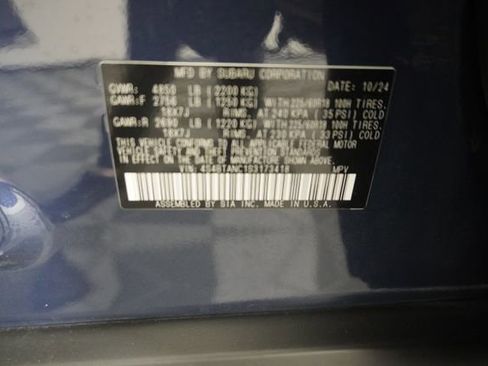 MFD BY SUBARU CORPORATION
GVWR: 4850 LB (2200 KG) DATE: 10/24
GAWR:F LB (1250 KG) WITH 225/60R18 100H TIRES,
18X7J RIMS, AT 240 KPA (35 PSI) COLD
GAWR:R 2690 LB (1220 KG) WITH 225/60R18 100H TIRES,
18X7J RIMS, AT 230 KPA (33 PSI) COLD
THIS VEHICLE CONFORMS TO ALL APPLICABLE FEDERAL MOTOR
VEHICLE SAFETY, BUMPER, AND THEFT PREVENTION STANDARDS
IN EFFECT ON THE DATE OF MANUFACTURE SHOWN ABOVE.
VIN: MPV
ASSEMBLED BY SIA INC. MADE IN U.S.A.